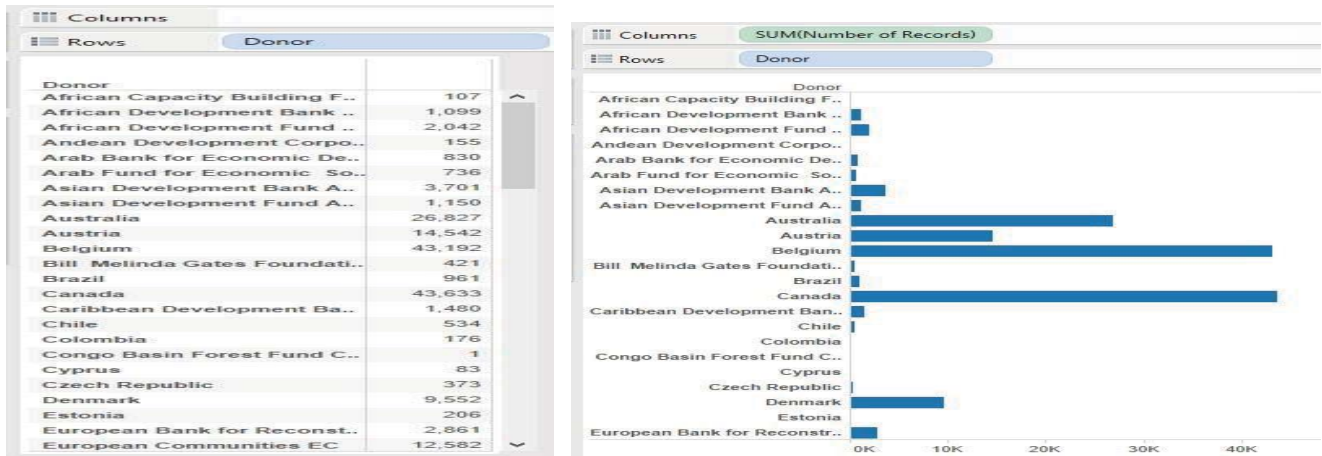 Columns
Rows Donor
Donor
African Capacity Building F.. 107
African Development Bank .. 1,099
African Development Fund .. 2,042
Andean Development Corpo.. 155
Arab Bank for Economic De.. 830
Arab Fund for Economic So.. 736
Asian Development Bank A.. 3,701
Asian Development Fund A.. 1,150
Australia 26,827
Austria 14,542
Belgium 43,192
Bill Melinda Gates Foundati.. 421
Brazil 961
Canada 43,633
Caribbean Development Ba.. 1,480
Chile 534
Colombia 176
Congo Basin Forest Fund C.. 1
Cyprus 83
Czech Republic 373
Denmark 9,552
Estonia 206
European Bank for Reconst.. 2,861
European Communities EC 12,582
Columns SUM(Number of Records)
Rows Donor
Donor
African Capacity Building F..
African Development Bank ..
African Development Fund ..
Andean Development Corpo..
Arab Bank for Economic De..
Arab Fund for Economic So..
Asian Development Bank A..
Asian Development Fund A..
Australia
Austria
Belgium
Bill Melinda Gates Foundati..
Brazil
Canada
Caribbean Development Ban..
Chile
Colombia
Congo Basin Forest Fund C..
Cyprus
Czech Republic
Denmark
Estonia
European Bank for Reconstr..
0K 10K 20K 30K 40K